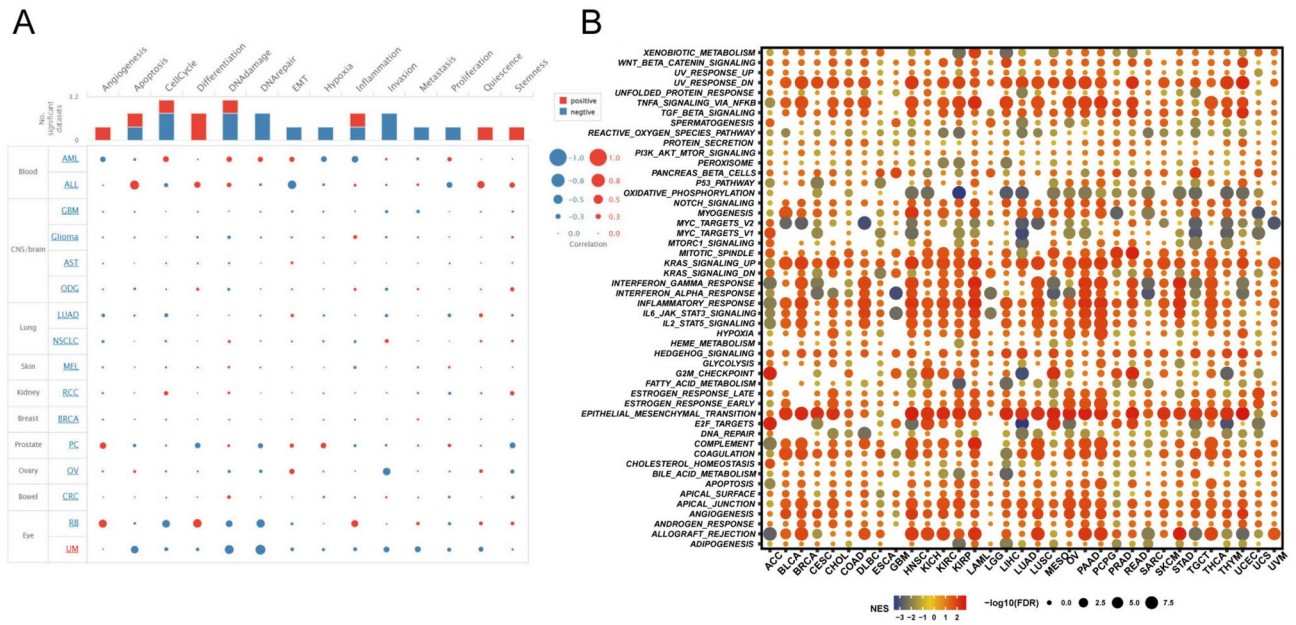 A
Angiogenesis
Apoptosis
CellCycle
Differentiation
DNAdamage
DNArepair
EMT
Hypoxia
Inflammation
Invasion
Metastasis
Proliferation
Quiescence
Stemness
3.2
No. significant datasets
0
positive
negtive
Blood
AML
ALL
CNS/brain
GBM
Glioma
AST
ODG
Lung
LUAD
NSCLC
Skin
MEL
Kidney
RCC
Breast
BRCA
Prostate
PC
Ovary
OV
Bowel
CRC
Eye
RB
UM
−1.0 1.0
−0.8 0.8
−0.5 0.5
−0.3 0.3
0.0 0.0
Correlation
B
XENOBIOTIC_METABOLISM
WNT_BETA_CATENIN_SIGNALING
UV_RESPONSE_UP
UV_RESPONSE_DN
UNFOLDED_PROTEIN_RESPONSE
TNFA_SIGNALING_VIA_NFKB
TGF_BETA_SIGNALING
SPERMATOGENESIS
REACTIVE_OXYGEN_SPECIES_PATHWAY
PROTEIN_SECRETION
PI3K_AKT_MTOR_SIGNALING
PEROXISOME
PANCREAS_BETA_CELLS
P53_PATHWAY
OXIDATIVE_PHOSPHORYLATION
NOTCH_SIGNALING
MYOGENESIS
MYC_TARGETS_V2
MYC_TARGETS_V1
MTORC1_SIGNALING
MITOTIC_SPINDLE
KRAS_SIGNALING_UP
KRAS_SIGNALING_DN
INTERFERON_GAMMA_RESPONSE
INTERFERON_ALPHA_RESPONSE
INFLAMMATORY_RESPONSE
IL6_JAK_STAT3_SIGNALING
IL2_STAT5_SIGNALING
HYPOXIA
HEME_METABOLISM
HEDGEHOG_SIGNALING
GLYCOLYSIS
G2M_CHECKPOINT
FATTY_ACID_METABOLISM
ESTROGEN_RESPONSE_LATE
ESTROGEN_RESPONSE_EARLY
EPITHELIAL_MESENCHYMAL_TRANSITION
E2F_TARGETS
DNA_REPAIR
COMPLEMENT
COAGULATION
CHOLESTEROL_HOMEOSTASIS
BILE_ACID_METABOLISM
APOPTOSIS
APICAL_SURFACE
APICAL_JUNCTION
ANGIOGENESIS
ANDROGEN_RESPONSE
ALLOGRAFT_REJECTION
ADIPOGENESIS
ACC
BLCA
BRCA
CESC
CHOL
COAD
DLBC
ESCA
GBM
HNSC
KICH
KIRC
KIRP
LAML
LGG
LIHC
LUAD
LUSC
MESO
OV
PAAD
PCPG
PRAD
READ
SARC
SKCM
STAD
TGCT
THCA
THYM
UCEC
UCS
UVM
NES
−3 −2 −1 0 1 2
−log10(FDR)
0.0 2.5 5.0 7.5